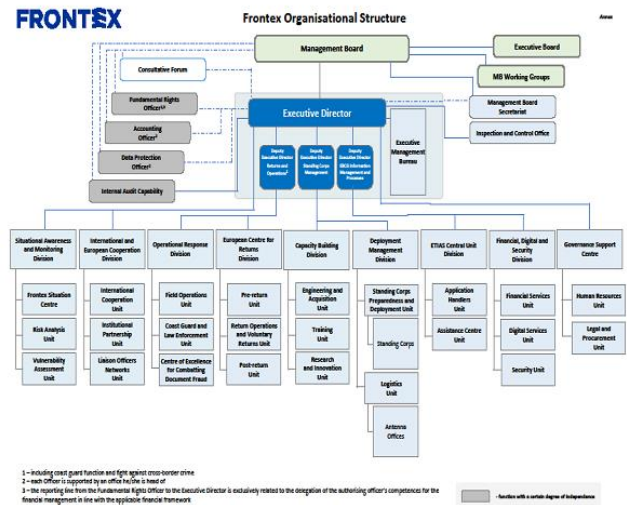 FRONTEX
Frontex Organisational Structure
Annex
Management Board
Executive Board
MB Working Groups
Consultative Forum
Management Board
Secretariat
Fundamental Rights
Officer
Executive Director
Inspection and Control Office
Accounting
Officer
Data Protection
Officer
Internal Audit Capability
Deputy
Executive Director
Returns and
Operations
Deputy
Executive Director
Standing Corps
Management
Deputy
Executive Director
Information
Management and
Processes
Executive
Management
Bureau
Situational Awareness
and Monitoring
Division
International and
European Cooperation
Division
Operational Response
Division
European Centre for
Returns
Division
Capacity Building
Division
Deployment
Management
Division
ETIAS Central Unit
Division
Financial, Digital and
Security
Division
Governance Support
Centre
Frontex Situation
Centre
Risk Analysis
Unit
Vulnerability
Assessment
Unit
International
Cooperation
Unit
Institutional
Partnership
Unit
Liaison Officers
Networks
Unit
Field Operations
Unit
Coast Guard and
Law Enforcement
Unit
Centre of Excellence
for Combatting
Document Fraud
Pre-return
Unit
Return Operations
and Voluntary
Returns Unit
Post-return
Unit
Engineering and
Acquisition
Unit
Training
Unit
Research
and Innovation
Unit
Standing Corps
Preparedness and
Deployment Unit
Standing Corps
Logistics
Unit
Antenna
Offices
Application
Handlers
Unit
Assistance Centre
Unit
Financial Services
Unit
Digital Services
Unit
Security Unit
Human Resources
Unit
Legal and
Procurement
Unit
1 – including coast guard function and fight against cross-border crime
2 – each Officer is supported by an office he/she is head of
3 – the reporting line from the Fundamental Rights Officer to the Executive Director is exclusively related to the delegation of the authorising officer's competences for the
financial management in line with the applicable financial framework
- function with a certain degree of independence